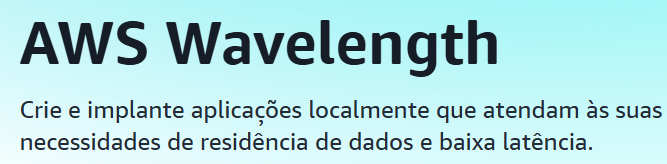 AWS Wavelength
Crie e implante aplicações localmente que atendam às suas
necessidades de residência de dados e baixa latência.